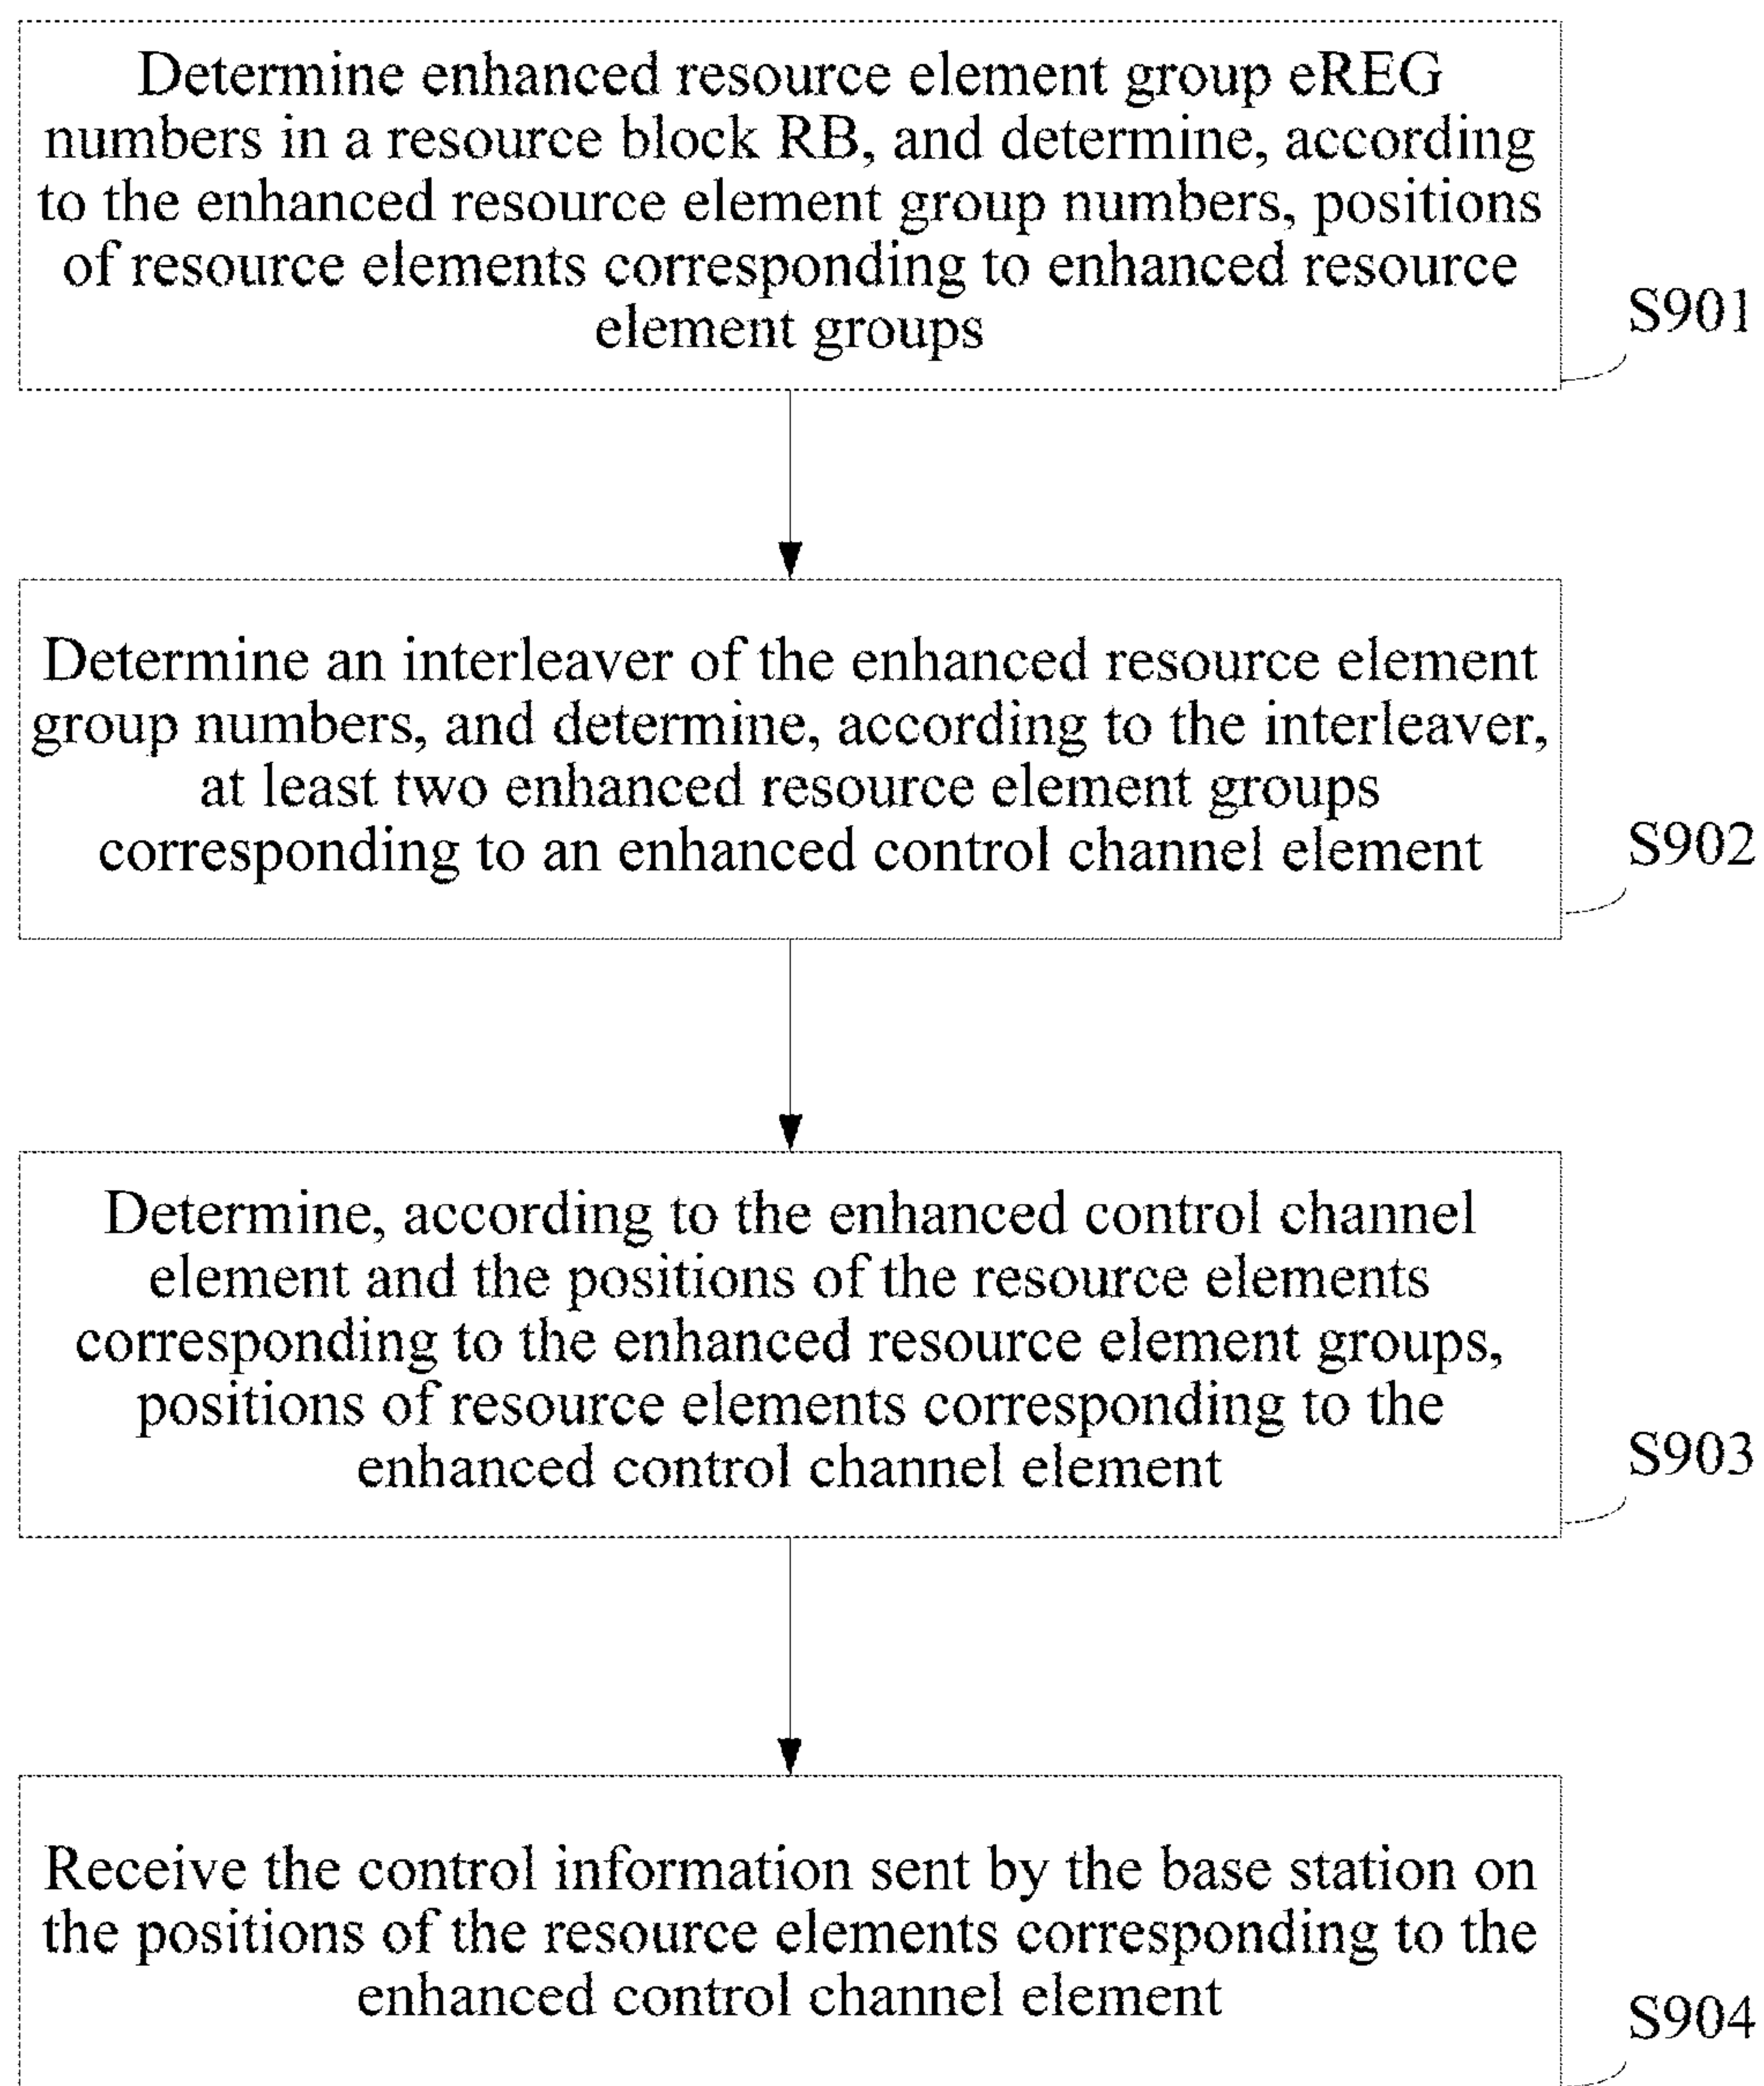 Determine enhanced resource element group eREG
numbers in a resource block RB, and determine, according
to the enhanced resource element group numbers, positions
of resource elements corresponding to enhanced resource
element groups
S901
Determine an interleaver of the enhanced resource element
group numbers, and determine, according to the interleaver,
at least two enhanced resource element groups
corresponding to an enhanced control channel element
S902
Determine, according to the enhanced control channel
element and the positions of the resource elements
corresponding to the enhanced resource element groups,
positions of resource elements corresponding to the
enhanced control channel element
S903
Receive the control information sent by the base station on
the positions of the resource elements corresponding to the
enhanced control channel element
S904